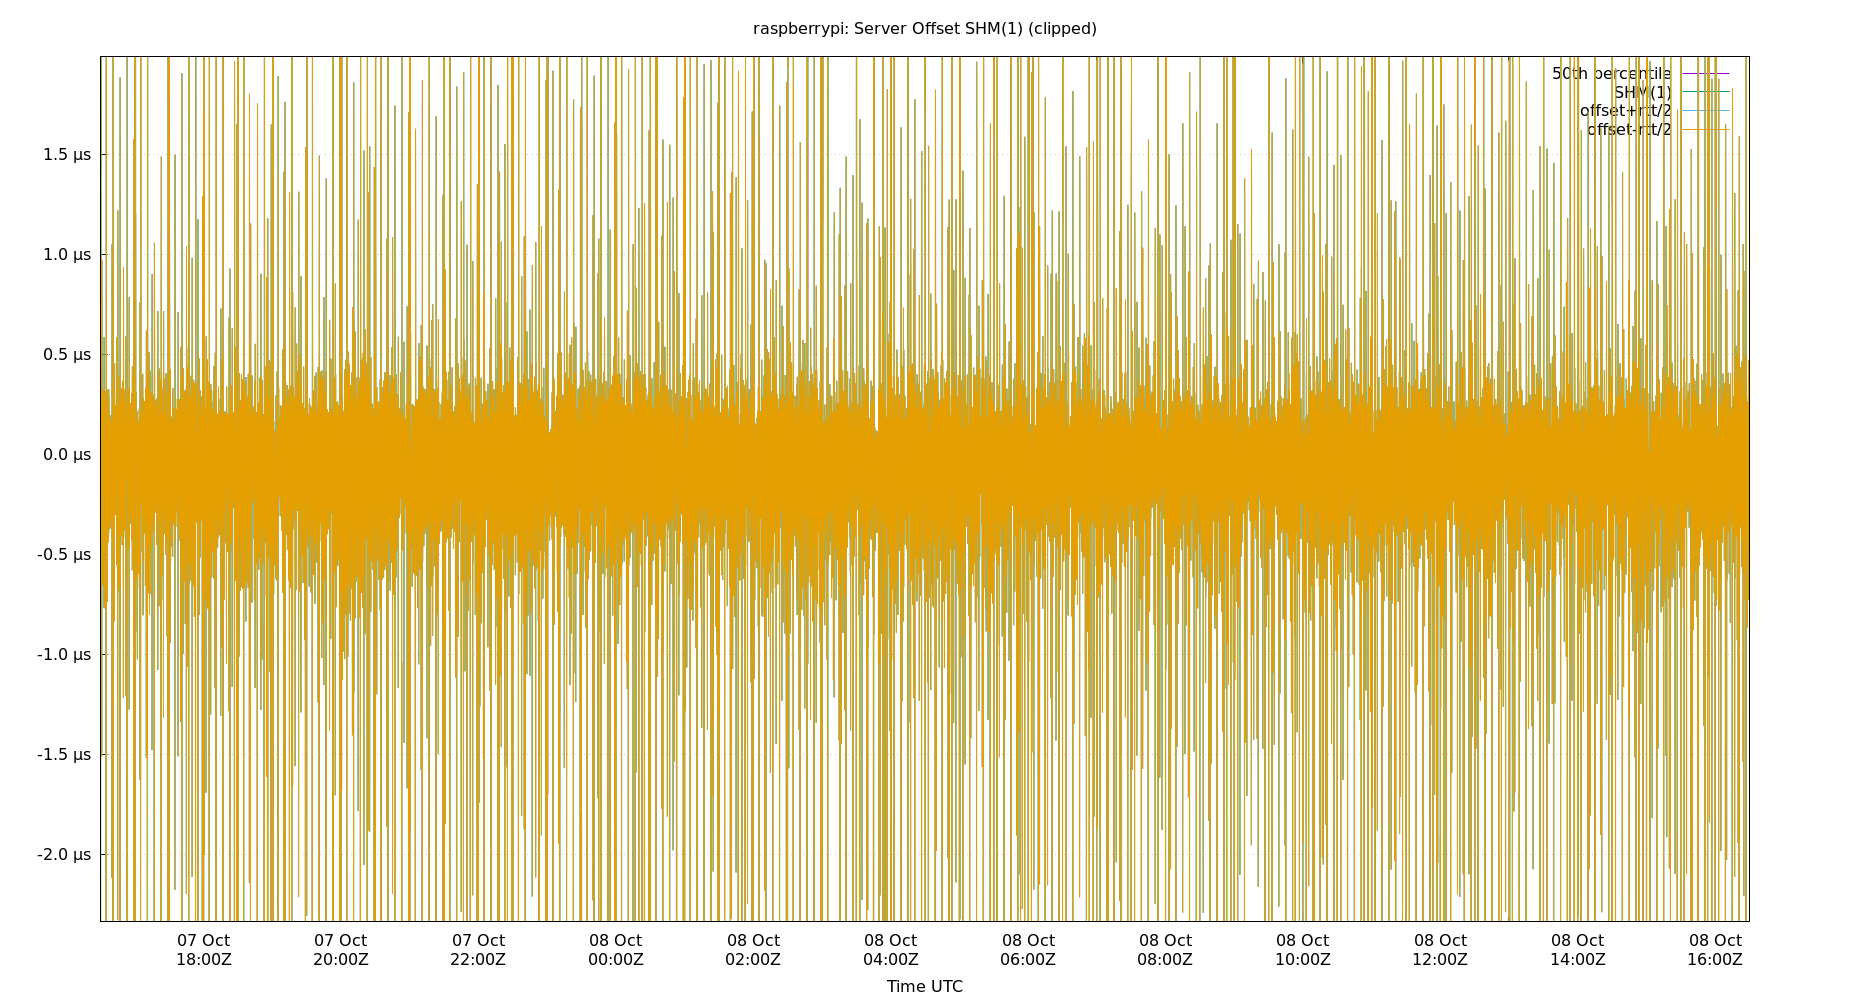 raspberrypi: Server Offset SHM(1) (clipped)
50th percentile
SHM(1)
offset+rtt/2
offset-rtt/2
1.5 µs
1.0 µs
0.5 µs
0.0 µs
-0.5 µs
-1.0 µs
-1.5 µs
-2.0 µs
07 Oct 07 Oct 07 Oct 08 Oct 08 Oct 08 Oct 08 Oct 08 Oct 08 Oct 08 Oct 08 Oct 08 Oct
18:00Z 20:00Z 22:00Z 00:00Z 02:00Z 04:00Z 06:00Z 08:00Z 10:00Z 12:00Z 14:00Z 16:00Z
Time UTC